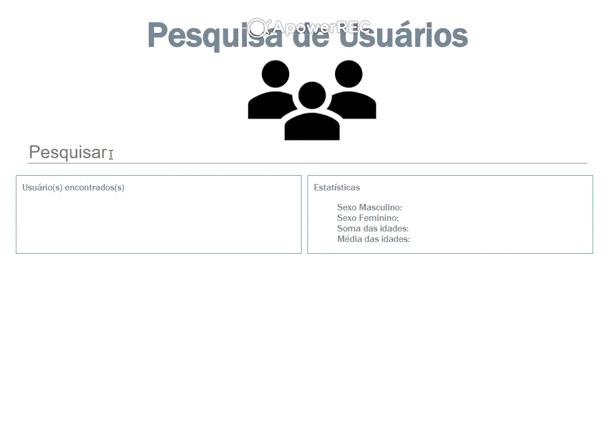 Pesquisa de Usuários
ApowerREC
Pesquisar
Usuário(s) encontrados(s)
Estatísticas
Sexo Masculino:
Sexo Feminino:
Soma das idades:
Média das idades: